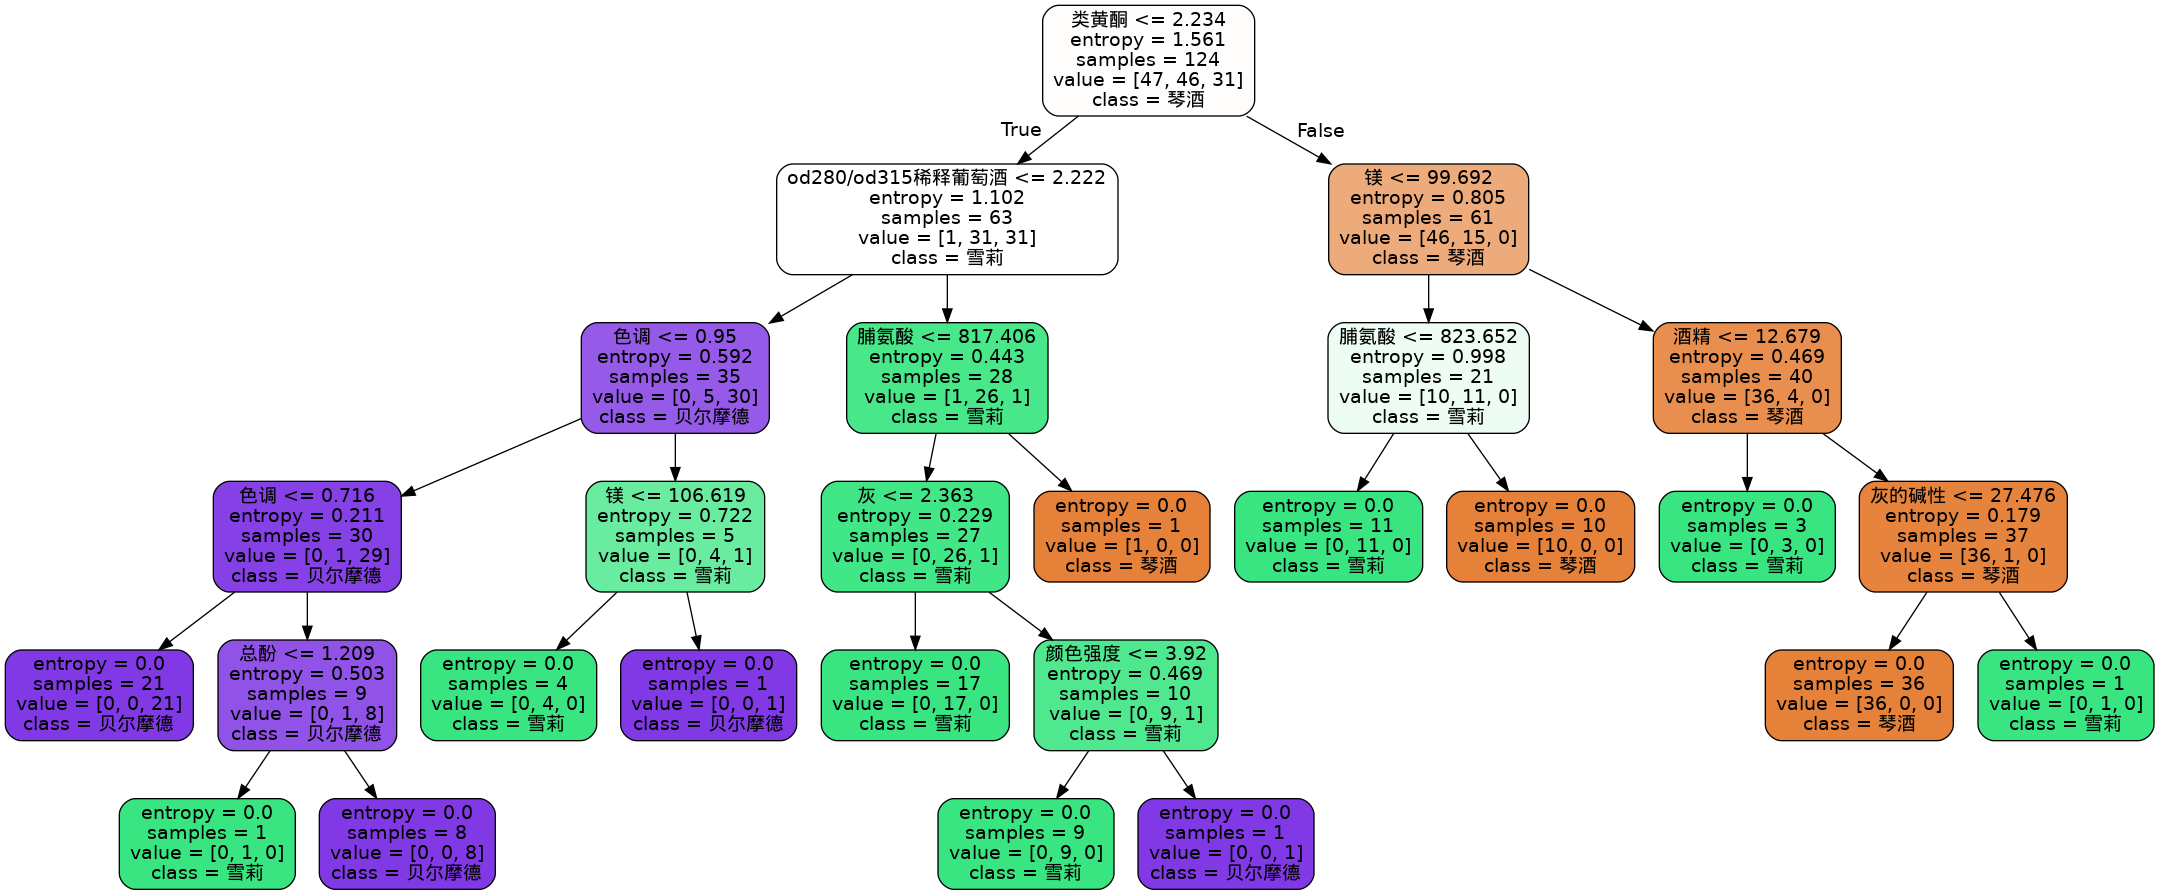 类黄酮 <= 2.234
entropy = 1.561
samples = 124
value = [47, 46, 31]
class = 琴酒
True
False
od280/od315稀释葡萄酒 <= 2.222
entropy = 1.102
samples = 63
value = [1, 31, 31]
class = 雪莉
镁 <= 99.692
entropy = 0.805
samples = 61
value = [46, 15, 0]
class = 琴酒
色调 <= 0.95
entropy = 0.592
samples = 35
value = [0, 5, 30]
class = 贝尔摩德
脯氨酸 <= 817.406
entropy = 0.443
samples = 28
value = [1, 26, 1]
class = 雪莉
脯氨酸 <= 823.652
entropy = 0.998
samples = 21
value = [10, 11, 0]
class = 雪莉
酒精 <= 12.679
entropy = 0.469
samples = 40
value = [36, 4, 0]
class = 琴酒
色调 <= 0.716
entropy = 0.211
samples = 30
value = [0, 1, 29]
class = 贝尔摩德
镁 <= 106.619
entropy = 0.722
samples = 5
value = [0, 4, 1]
class = 雪莉
灰 <= 2.363
entropy = 0.229
samples = 27
value = [0, 26, 1]
class = 雪莉
entropy = 0.0
samples = 1
value = [1, 0, 0]
class = 琴酒
entropy = 0.0
samples = 11
value = [0, 11, 0]
class = 雪莉
entropy = 0.0
samples = 10
value = [10, 0, 0]
class = 琴酒
entropy = 0.0
samples = 3
value = [0, 3, 0]
class = 雪莉
灰的碱性 <= 27.476
entropy = 0.179
samples = 37
value = [36, 1, 0]
class = 琴酒
entropy = 0.0
samples = 21
value = [0, 0, 21]
class = 贝尔摩德
总酚 <= 1.209
entropy = 0.503
samples = 9
value = [0, 1, 8]
class = 贝尔摩德
entropy = 0.0
samples = 4
value = [0, 4, 0]
class = 雪莉
entropy = 0.0
samples = 1
value = [0, 0, 1]
class = 贝尔摩德
entropy = 0.0
samples = 17
value = [0, 17, 0]
class = 雪莉
颜色强度 <= 3.92
entropy = 0.469
samples = 10
value = [0, 9, 1]
class = 雪莉
entropy = 0.0
samples = 36
value = [36, 0, 0]
class = 琴酒
entropy = 0.0
samples = 1
value = [0, 1, 0]
class = 雪莉
entropy = 0.0
samples = 1
value = [0, 1, 0]
class = 雪莉
entropy = 0.0
samples = 8
value = [0, 0, 8]
class = 贝尔摩德
entropy = 0.0
samples = 9
value = [0, 9, 0]
class = 雪莉
entropy = 0.0
samples = 1
value = [0, 0, 1]
class = 贝尔摩德